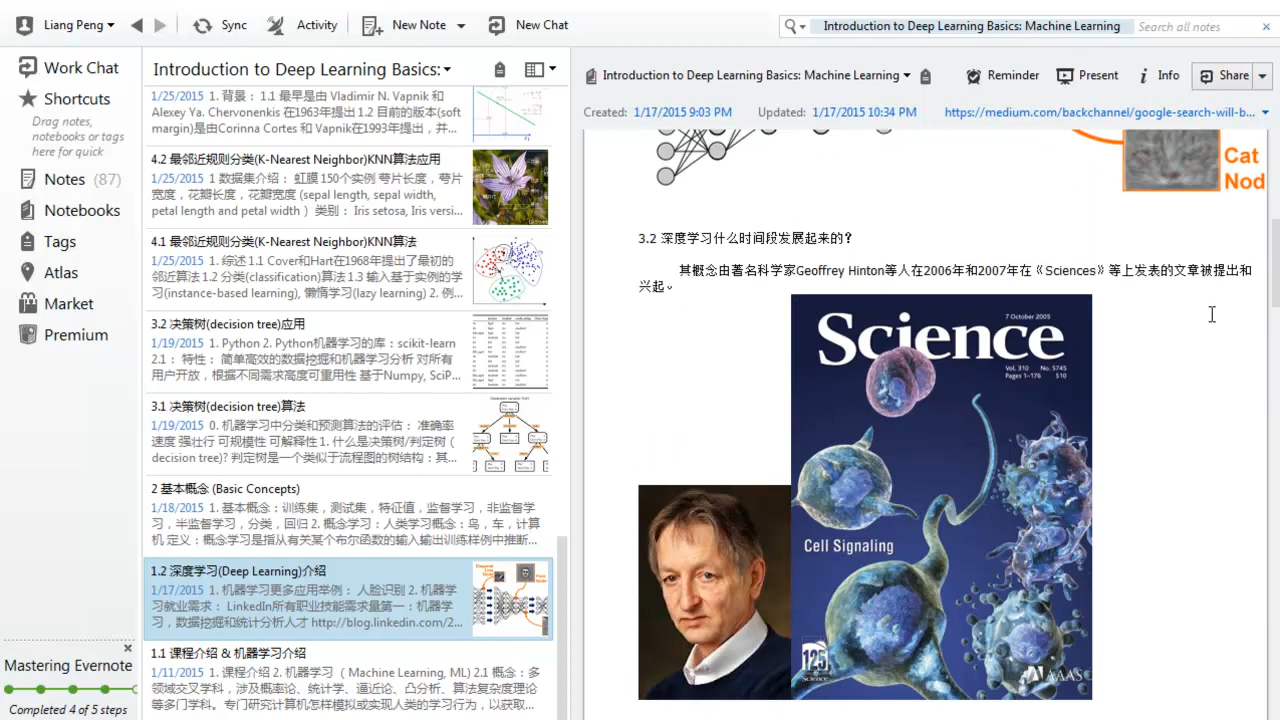 Liang Peng
Sync
Activity
New Note
New Chat
Introduction to Deep Learning Basics: Machine Learning
Search all notes
Work Chat
Shortcuts
Drag notes,
notebooks or tags
here for quick
Notes (87)
Notebooks
Tags
Atlas
Market
Premium
Mastering Evernote
Completed 4 of 5 steps
Introduction to Deep Learning Basics:
1/25/2015 1. 背景： 1.1 最早是由 Vladimir N. Vapnik 和
Alexey Ya. Chervonenkis 在1963年提出 1.2 目前的版本(soft
margin)是由Corinna Cortes 和 Vapnik在1993年提出，并...
4.2 最邻近规则分类(K-Nearest Neighbor)KNN算法应用
1/25/2015 1 数据集介绍： 虹膜 150个实例 萼片长度，萼片
宽度，花瓣长度，花瓣宽度 (sepal length, sepal width,
petal length and petal width ) 类别： Iris setosa, Iris versi...
4.1 最邻近规则分类(K-Nearest Neighbor)KNN算法
1/25/2015 1. 综述 1.1 Cover和Hart在1968年提出了最初的
邻近算法 1.2 分类(classification)算法 1.3 输入基于实例的学
习(instance-based learning), 懒惰学习(lazy learning) 2. 例...
3.2 决策树(decision tree)应用
1/19/2015 1. Python 2. Python机器学习的库：scikit-learn
2.1： 特性： 简单高效的数据挖掘和机器学习分析 对所有
用户开放，根据不同需求高度可重用性 基于Numpy, SciP...
3.1 决策树(decision tree)算法
1/19/2015 0. 机器学习中分类和预测算法的评估： 准确率
速度 强壮行 可规模性 可解释性 1. 什么是决策树/判定树（
decision tree)? 判定树是一个类似于流程图的树结构：其...
2 基本概念 (Basic Concepts)
1/18/2015 1. 基本概念：训练集，测试集，特征值，监督学习，非监督学
习，半监督学习，分类，回归 2. 概念学习：人类学习概念：鸟，车，计算
机 定义：概念学习是指从有关某个布尔函数的输入输出训练样例中推断...
1.2 深度学习(Deep Learning)介绍
1/17/2015 1. 机器学习更多应用举例： 人脸识别 2. 机器学
习就业需求： LinkedIn所有职业技能需求量第一：机器学
习，数据挖掘和统计分析人才 http://blog.linkedin.com/2...
1.1 课程介绍 & 机器学习介绍
1/11/2015 1. 课程介绍 2. 机器学习 （ Machine Learning, ML) 2.1 概念：多
领域交叉学科，涉及概率论、统计学、逼近论、凸分析、算法复杂度理论
等多门学科。专门研究计算机怎样模拟或实现人类的学习行为，以获取...
Introduction to Deep Learning Basics: Machine Learning
Reminder
Present
Info
Share
Created: 1/17/2015 9:03 PM
Updated: 1/17/2015 10:34 PM
https://medium.com/backchannel/google-search-will-b...
Cat
Nod
3.2 深度学习什么时间段发展起来的？
其概念由著名科学家Geoffrey Hinton等人在2006年和2007年在《Sciences》等上发表的文章被提出和
兴起。
7 October 2005
Science
Vol. 310 No. 5745
Pages 1–176 $10
Cell Signaling
125
Science
AAAS